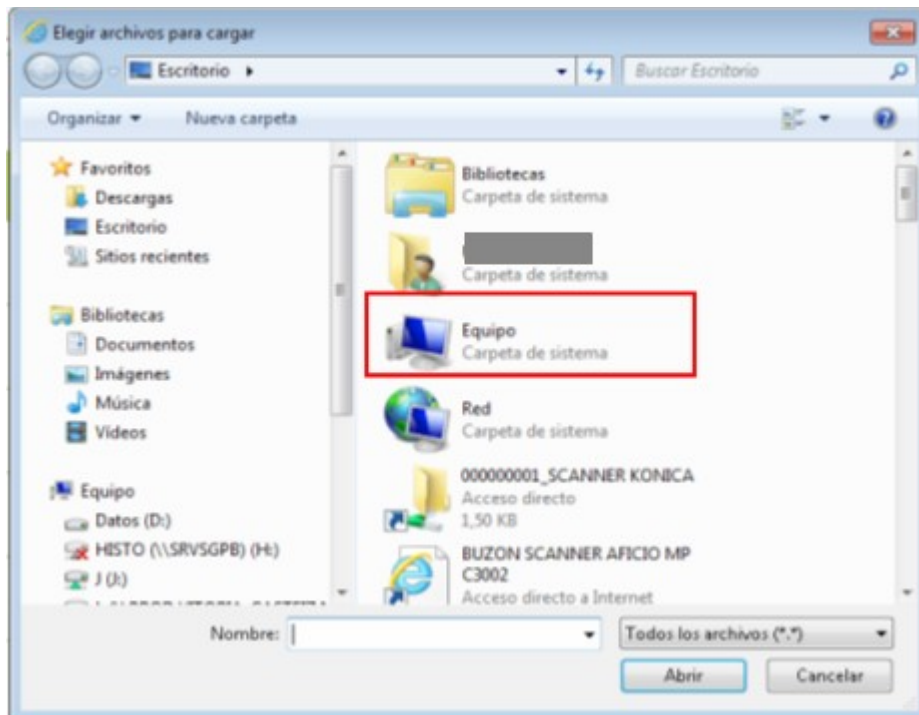 Elegir archivos para cargar
Escritorio
Buscar Escritorio
Organizar
Nueva carpeta
Favoritos
Descargas
Escritorio
Sitios recientes
Bibliotecas
Documentos
Imágenes
Música
Vídeos
Equipo
Datos (D:)
HISTO (\\SRVSGPB) (H:)
J (J:)
Bibliotecas
Carpeta de sistema
Carpeta de sistema
Equipo
Carpeta de sistema
Red
Carpeta de sistema
000000001_SCANNER KONICA
Acceso directo
1,50 KB
BUZON SCANNER AFICIO MP
C3002
Acceso directo a Internet
Nombre:
Todos los archivos (*.*)
Abrir
Cancelar